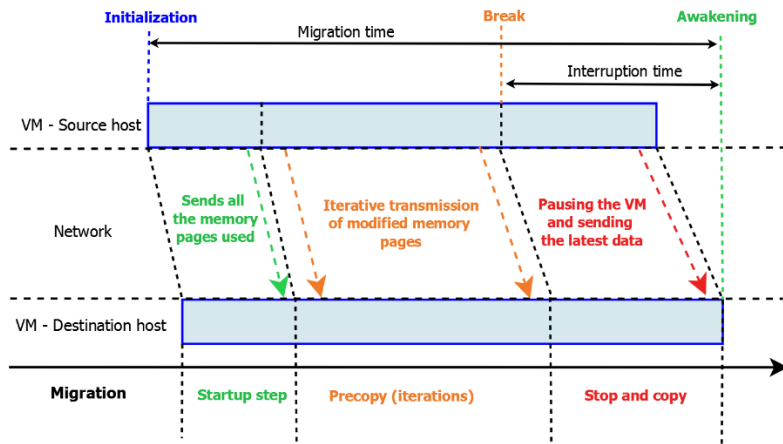 Initialization
Break
Awakening
Migration time
Interruption time
VM - Source host
Sends all
the memory
pages used
Iterative transmission
of modified memory
pages
Pausing the VM
and sending
the latest data
Network
VM - Destination host
Migration
Startup step
Precopy (iterations)
Stop and copy